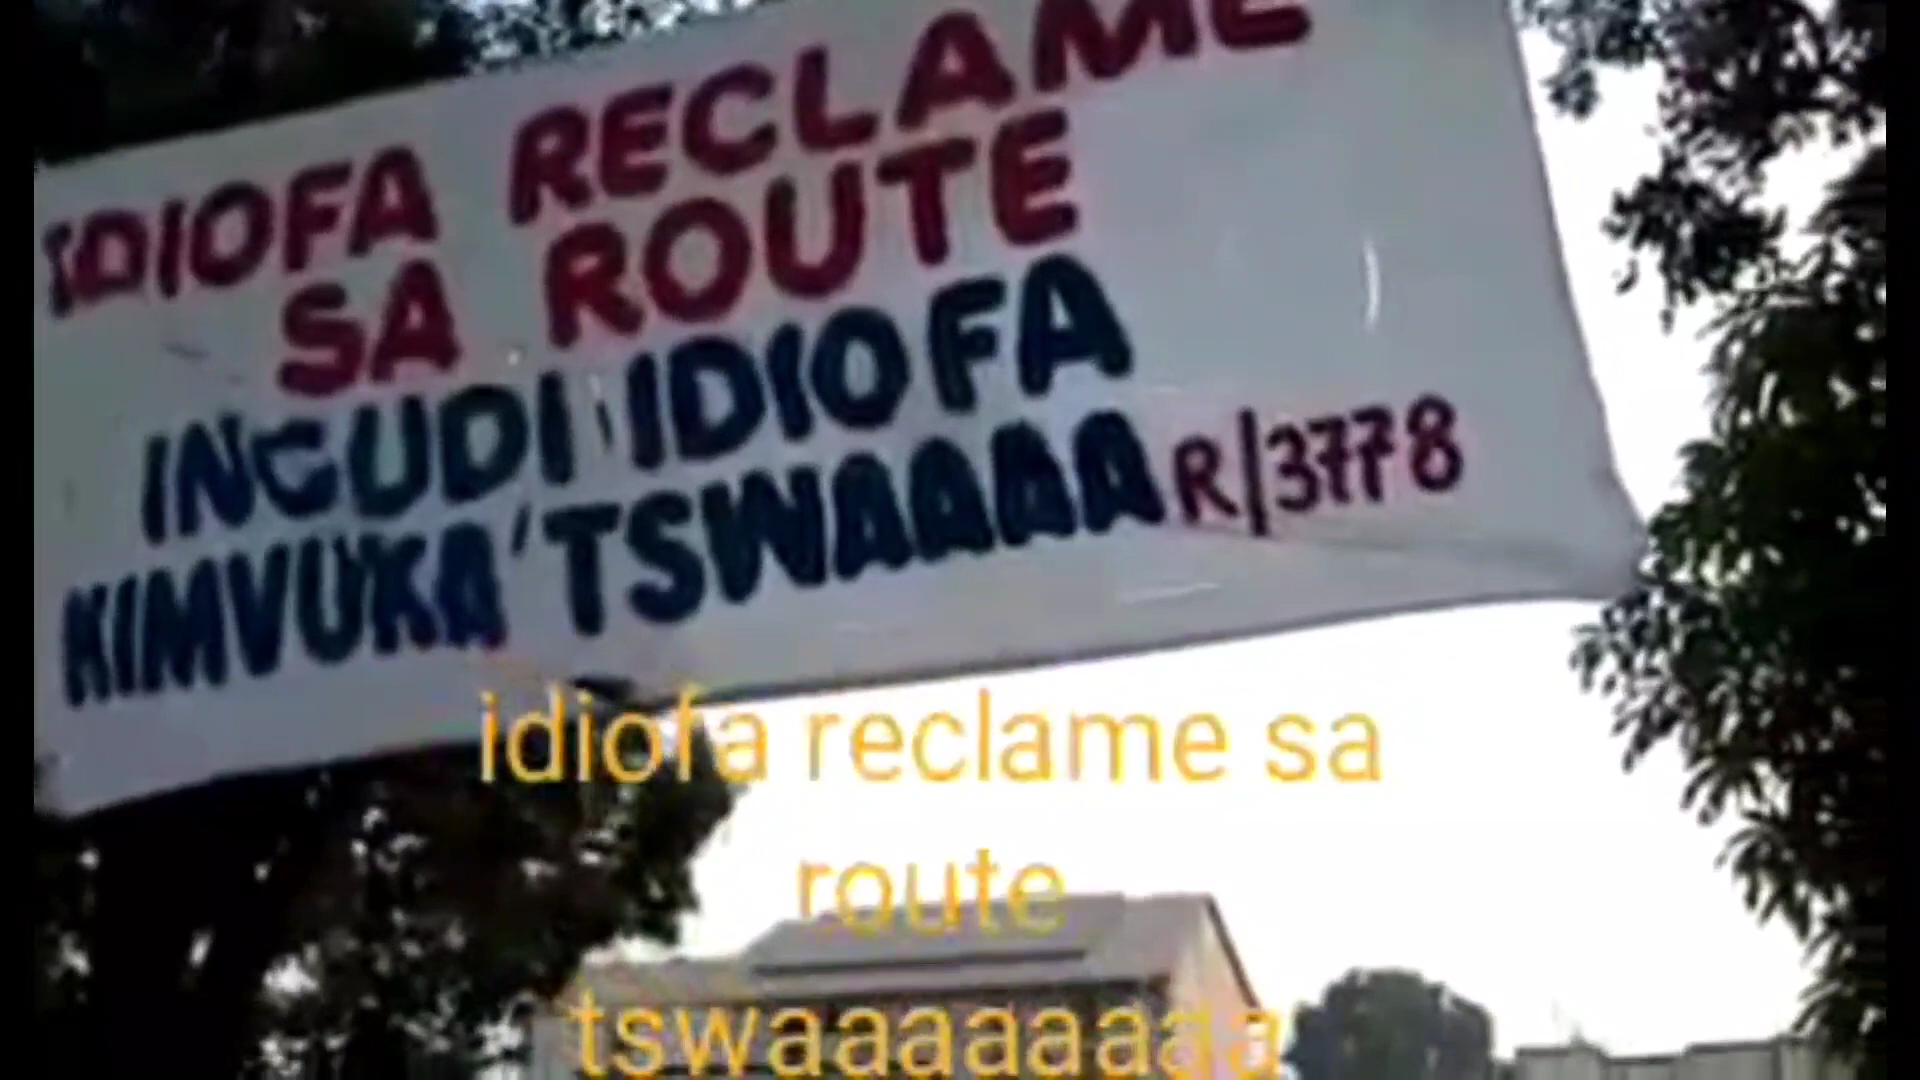 IDIOFA RECLAME
SA ROUTE
INGUDI IDIOFA
KIMVUKA'TSWAAAA R/3778
idiofa reclame sa
route
tswaaaaaaaa